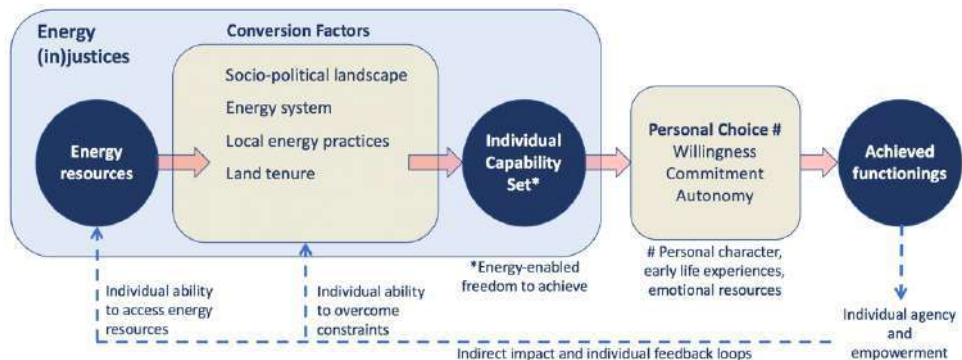 Energy
(in)justices
Conversion Factors
Socio-political landscape
Energy system
Local energy practices
Land tenure
Energy
resources
Individual
Capability
Set*
Personal Choice #
Willingness
Commitment
Autonomy
Achieved
functionings
*Energy-enabled
freedom to achieve
# Personal character,
early life experiences,
emotional resources
Individual ability
to access energy
resources
Individual ability
to overcome
constraints
Individual agency
and
empowerment
Indirect impact and individual feedback loops